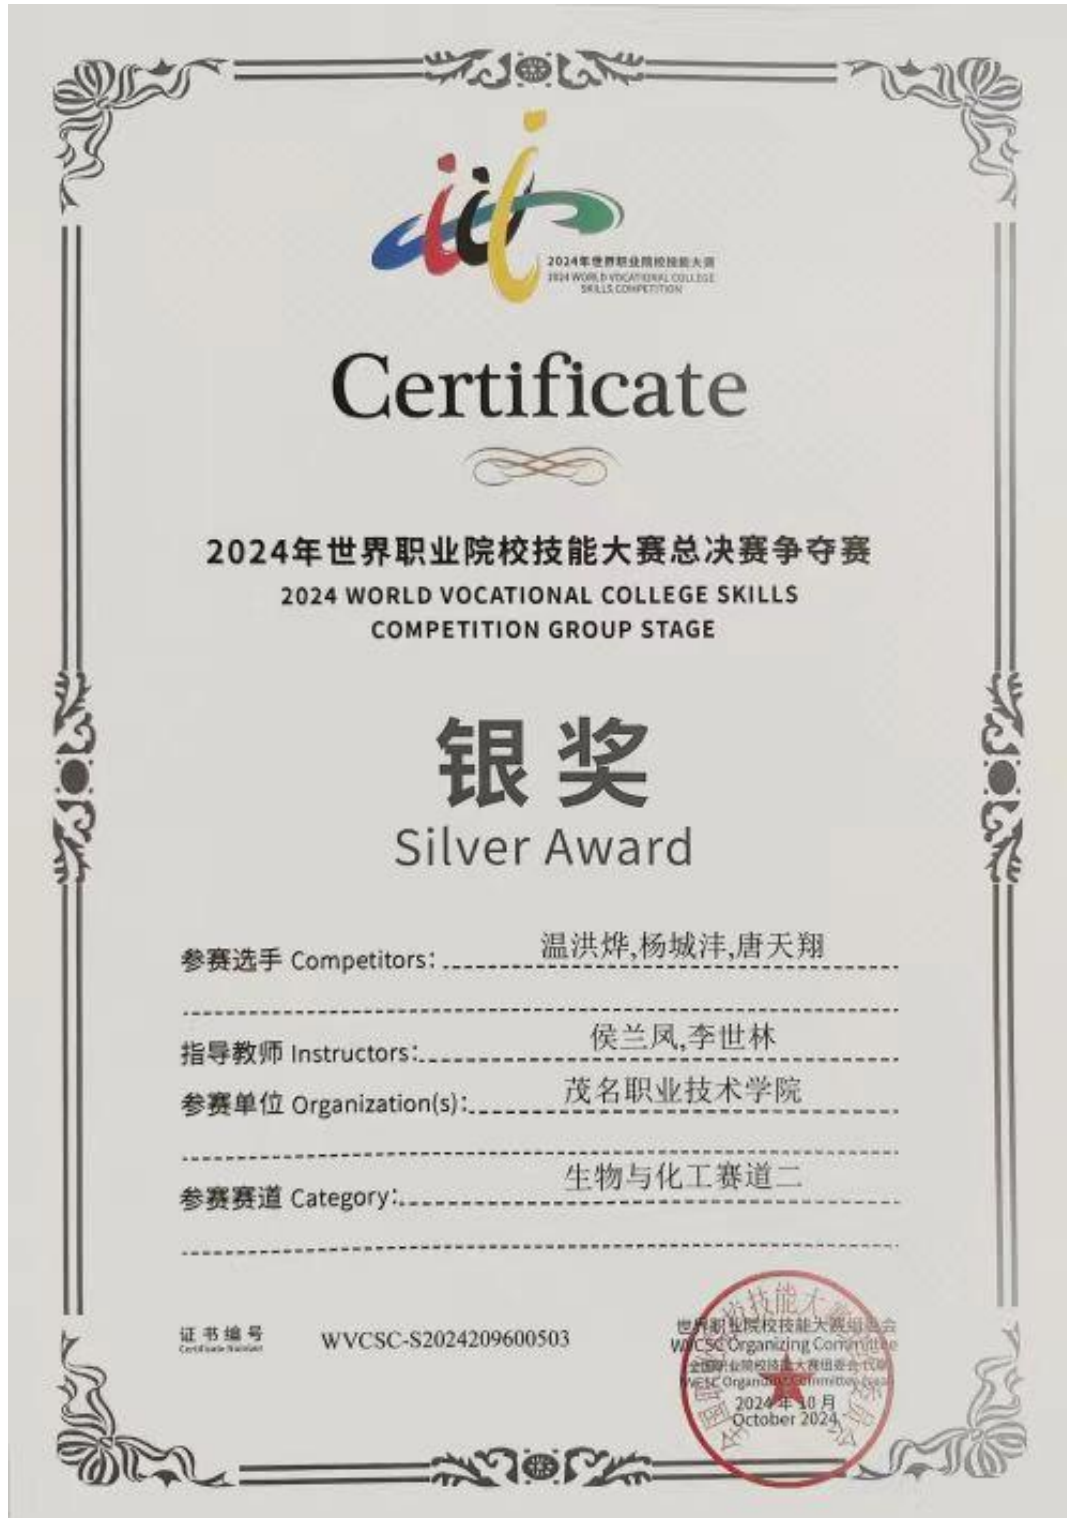 2024年世界职业院校技能大赛
2024 WORLD VOCATIONAL COLLEGE
SKILLS COMPETITION
Certificate
2024年世界职业院校技能大赛总决赛争夺赛
2024 WORLD VOCATIONAL COLLEGE SKILLS
COMPETITION GROUP STAGE
银奖
Silver Award
参赛选手 Competitors: 温洪烨,杨城沣,唐天翔
指导教师 Instructors: 侯兰凤,李世林
参赛单位 Organization(s): 茂名职业技术学院
参赛赛道 Category: 生物与化工赛道二
证书编号 WVCSC-S2024209600503
Certificate Number
世界职业院校技能大赛组委会
WVCSC Organizing Committee
2024年10月
October 2024